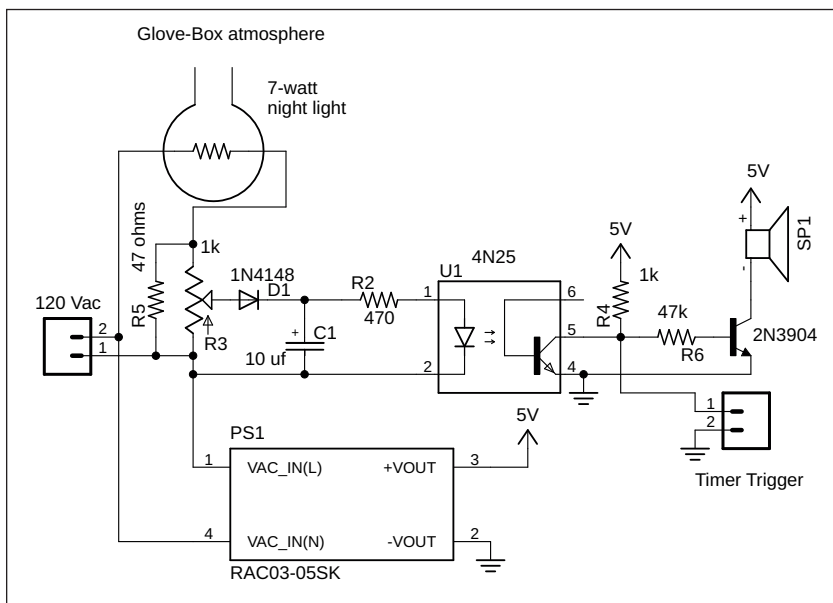 Glove-Box atmosphere
7-watt
night light
47 ohms
R5
1k
R3
1N4148
D1
R2
470
+
C1
10 uf
120 Vac
2
1
4N25
U1
1
2
6
5
4
5V
1k
R4
47k
R6
5V
+
-
SP1
2N3904
1
2
Timer Trigger
PS1
1
VAC_IN(L)
+VOUT
3
5V
4
VAC_IN(N)
-VOUT
2
RAC03-05SK